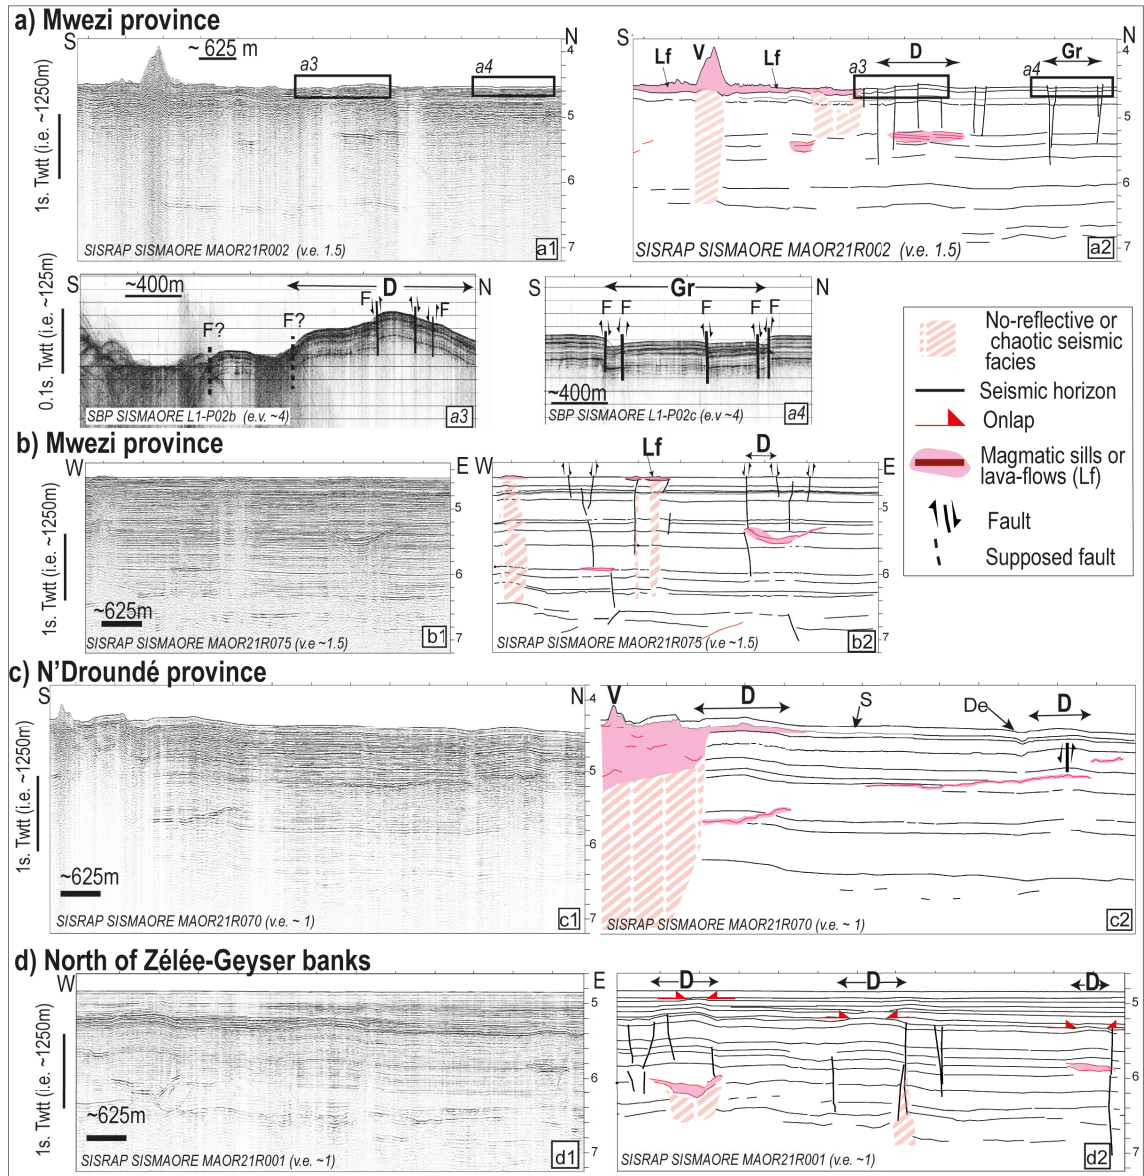 a) Mwezi province
S
~ 625 m
N
a3
a4
4
5
6
7
1s. Twtt (i.e. ~1250m)
SISRAP SISMAORE MAOR21R002 (v.e. 1.5)
a1
S
Lf
V
Lf
a3
D
a4
Gr
N
4
5
6
7
SISRAP SISMAORE MAOR21R002 (v.e. 1.5)
a2
S
~400m
D
N
F?
F?
F
F
0.1s. Twtt (i.e. ~125m)
SBP SISMAORE L1-P02b (e.v. ~4)
a3
S
Gr
N
F
F
F
F
F
~400m
SBP SISMAORE L1-P02c (e.v ~4)
a4
No-reflective or
chaotic seismic
facies
Seismic horizon
Onlap
Magmatic sills or
lava-flows (Lf)
Fault
Supposed fault
b) Mwezi province
W
E
5
6
7
1s. Twtt (i.e. ~1250m)
~625m
SISRAP SISMAORE MAOR21R075 (v.e ~1.5)
b1
W
Lf
D
E
5
6
7
SISRAP SISMAORE MAOR21R075 (v.e ~1.5)
b2
c) N'Droundé province
S
N
4
5
6
7
1s. Twtt (i.e. ~1250m)
~625m
SISRAP SISMAORE MAOR21R070 (v.e. ~ 1)
c1
V
D
S
De
D
4
5
6
7
SISRAP SISMAORE MAOR21R070 (v.e. ~ 1)
c2
d) North of Zélée-Geyser banks
W
E
5
6
7
1s. Twtt (i.e. ~1250m)
~625m
SISRAP SISMAORE MAOR21R001 (v.e. ~1)
d1
D
D
D
5
6
7
SISRAP SISMAORE MAOR21R001 (v.e. ~1)
d2